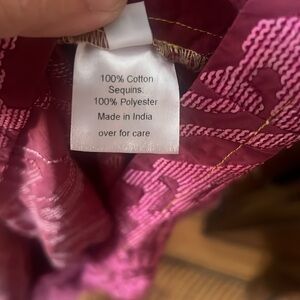 100% Cotton
Sequins.
100% Polyester
Made in India
over for care